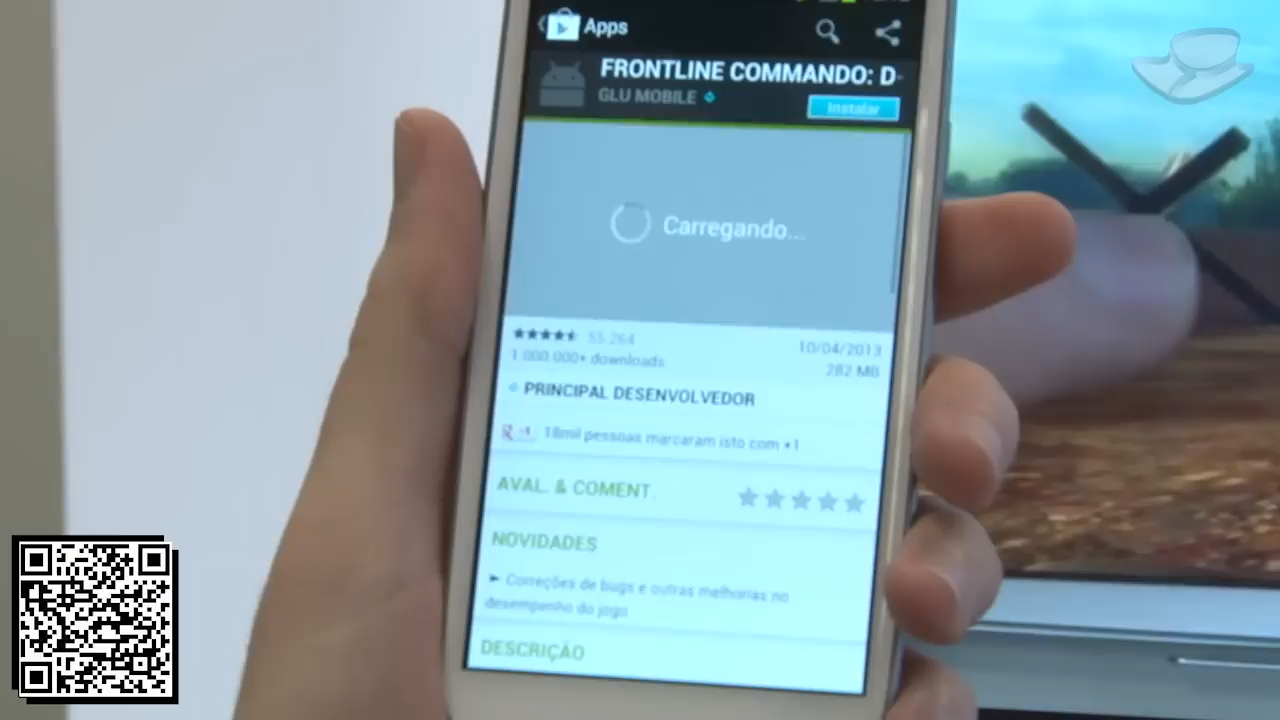 Apps
FRONTLINE COMMANDO: D
GLU MOBILE
Instalar
Carregando...
55.264
10/04/2013
1.000.000+ downloads
282 MB
PRINCIPAL DESENVOLVEDOR
+1 18mil pessoas marcaram isto com +1
AVAL. & COMENT.
NOVIDADES
► Correções de bugs e outras melhorias no
desempenho do jogo
DESCRIÇÃO